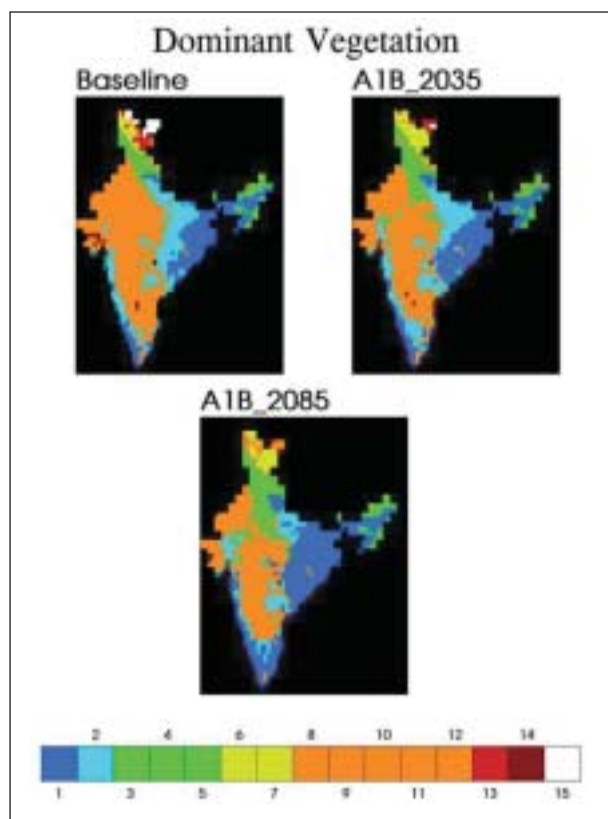 Dominant Vegetation
Baseline
A1B_2035
A1B_2085
2 4 6 8 10 12 14
1 3 5 7 9 11 13 15